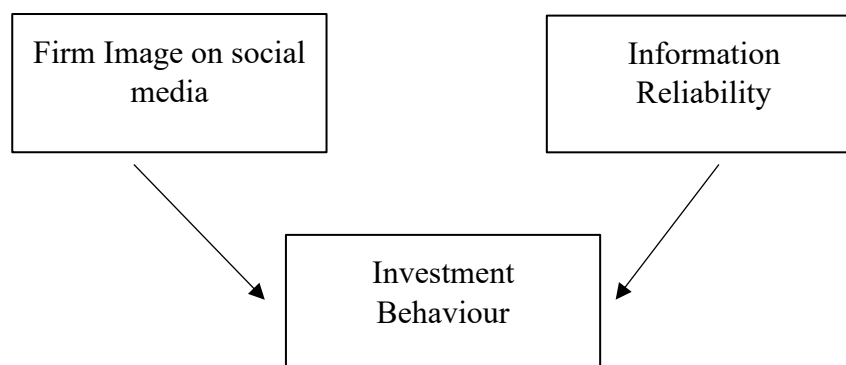 Firm Image on social
media
Information
Reliability
Investment
Behaviour